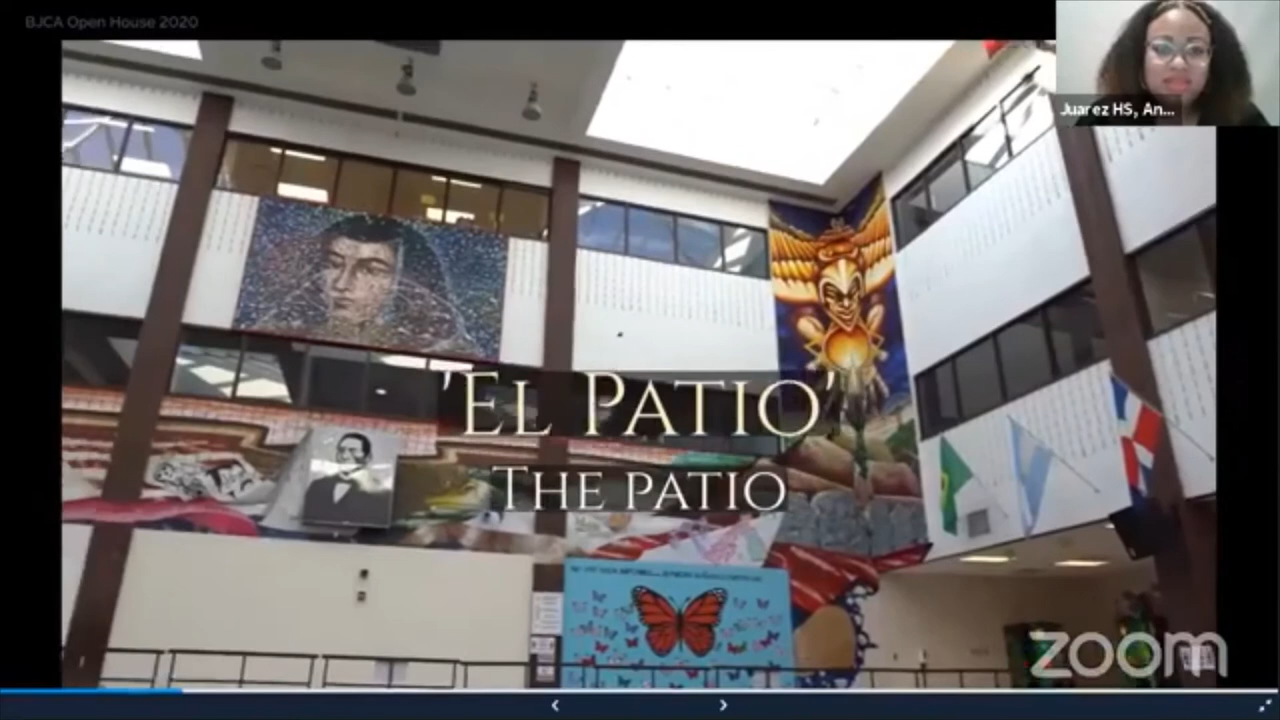 BJCA Open House 2020
Juarez HS, An...
'El Patio'
The patio
zoom